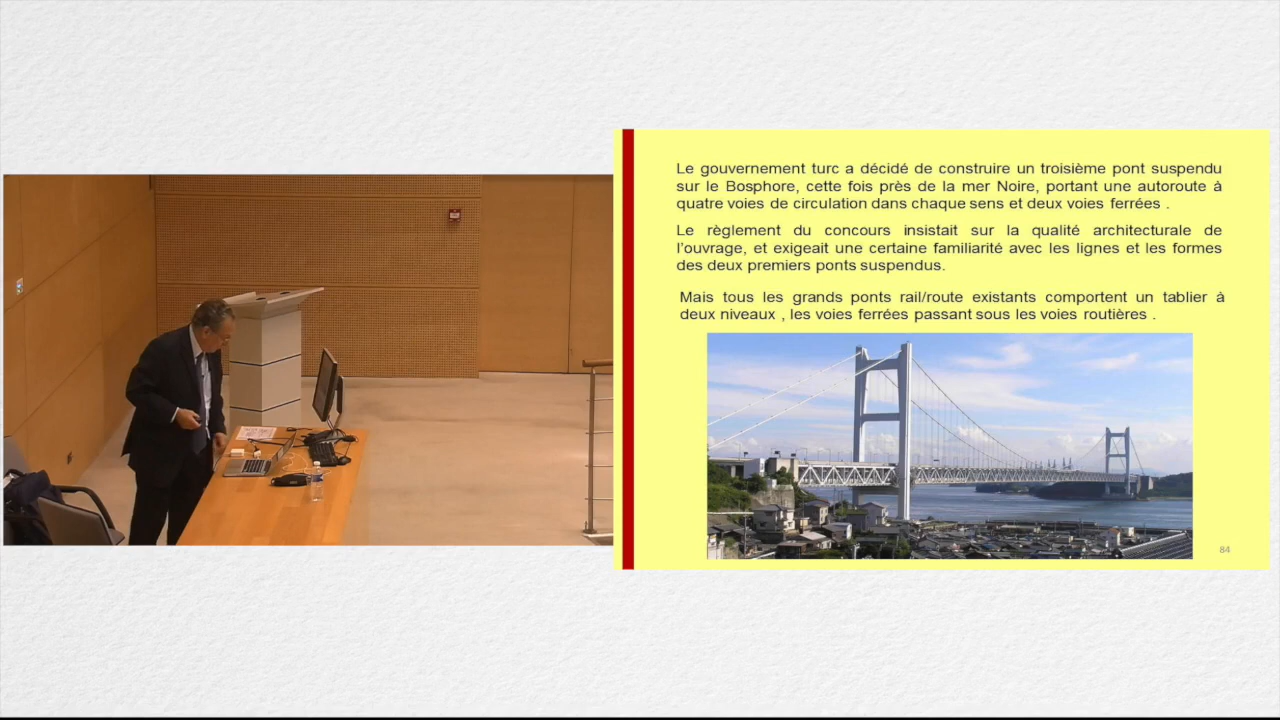 Le gouvernement turc a décidé de construire un troisième pont suspendu
sur le Bosphore, cette fois près de la mer Noire, portant une autoroute à
quatre voies de circulation dans chaque sens et deux voies ferrées .
Le règlement du concours insistait sur la qualité architecturale de
l'ouvrage, et exigeait une certaine familiarité avec les lignes et les formes
des deux premiers ponts suspendus.
Mais tous les grands ponts rail/route existants comportent un tablier à
deux niveaux , les voies ferrées passant sous les voies routières .
84